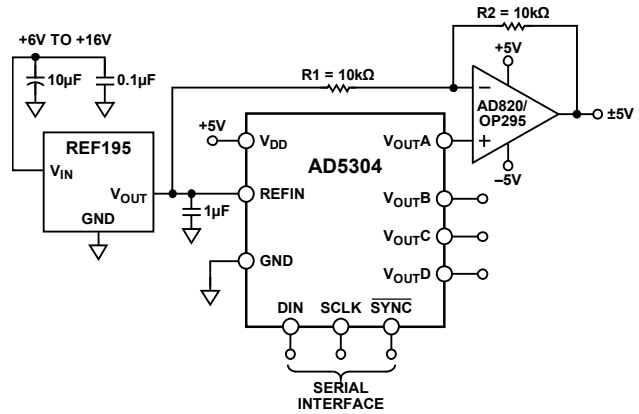 R2 = 10kΩ
+6V TO +16V
+5V
10µF
0.1µF
R1 = 10kΩ
−
AD820/
OP295
±5V
+
−5V
REF195
VIN
VOUT
GND
1µF
+5V
VDD
AD5304
VOUTA
REFIN
VOUTB
VOUTC
GND
VOUTD
DIN
SCLK
SYNC
SERIAL
INTERFACE